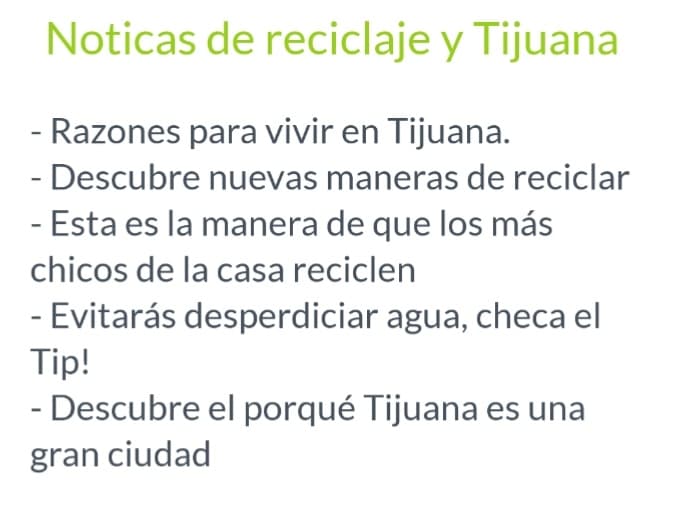 Noticas de reciclaje y Tijuana
- Razones para vivir en Tijuana.
- Descubre nuevas maneras de reciclar
- Esta es la manera de que los más
chicos de la casa reciclen
- Evitarás desperdiciar agua, checa el
Tip!
- Descubre el porqué Tijuana es una
gran ciudad